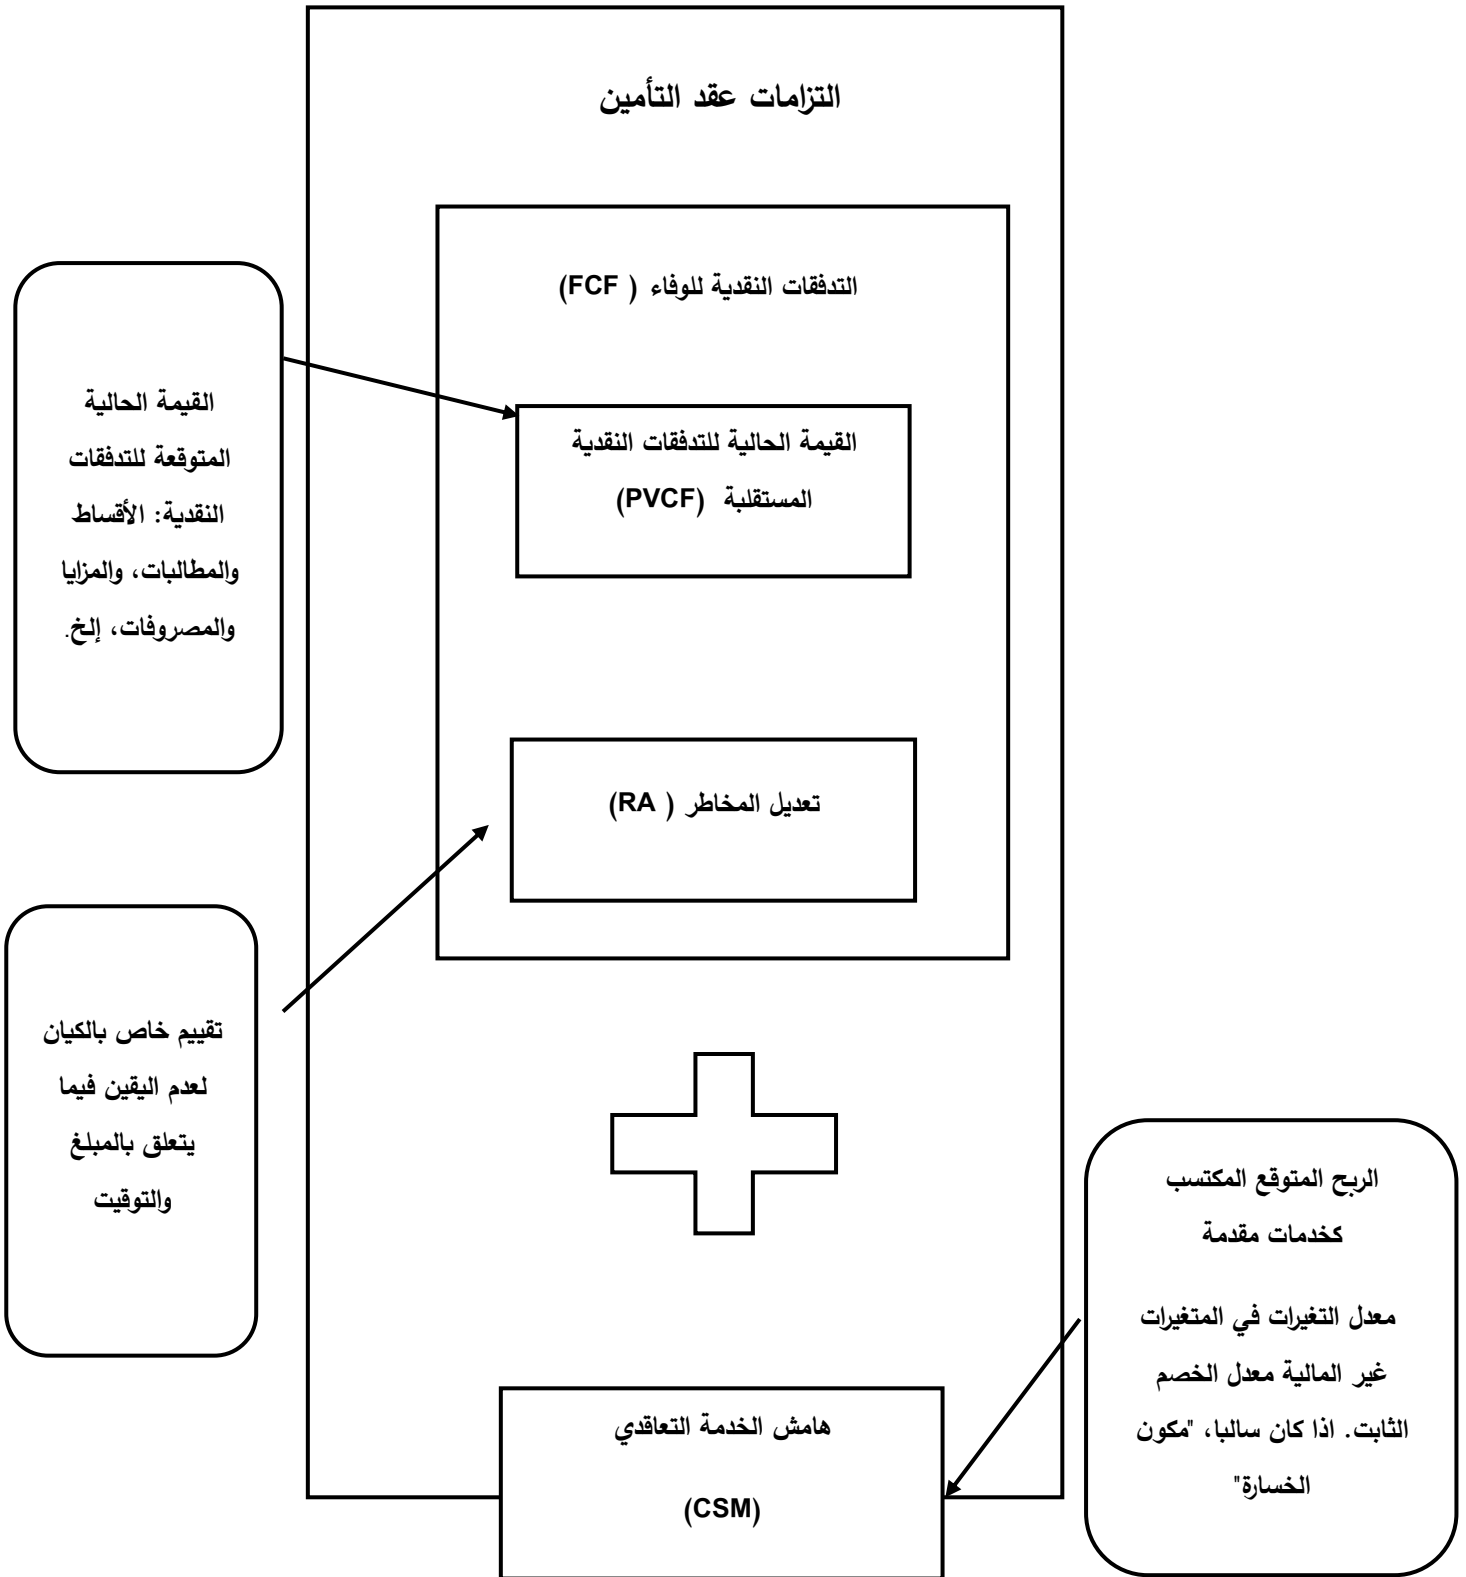 التزامات عقد التأمين
التدفقات النقدية للوفاء ( FCF)
القيمة الحالية
المتوقعة للتدفقات
النقدية: الأقساط
والمطالبات، والمزايا
والمصروفات، إلخ.
القيمة الحالية للتدفقات النقدية
المستقلبة (PVCF)
تعديل المخاطر ( RA)
تقييم خاص بالكيان
لعدم اليقين فيما
يتعلق بالمبلغ
والتوقيت
الربح المتوقع المكتسب
كخدمات مقدمة
معدل التغيرات في المتغيرات
غير المالية معدل الخصم
الثابت. اذا كان سالبا، "مكون
الخسارة"
هامش الخدمة التعاقدي
(CSM)